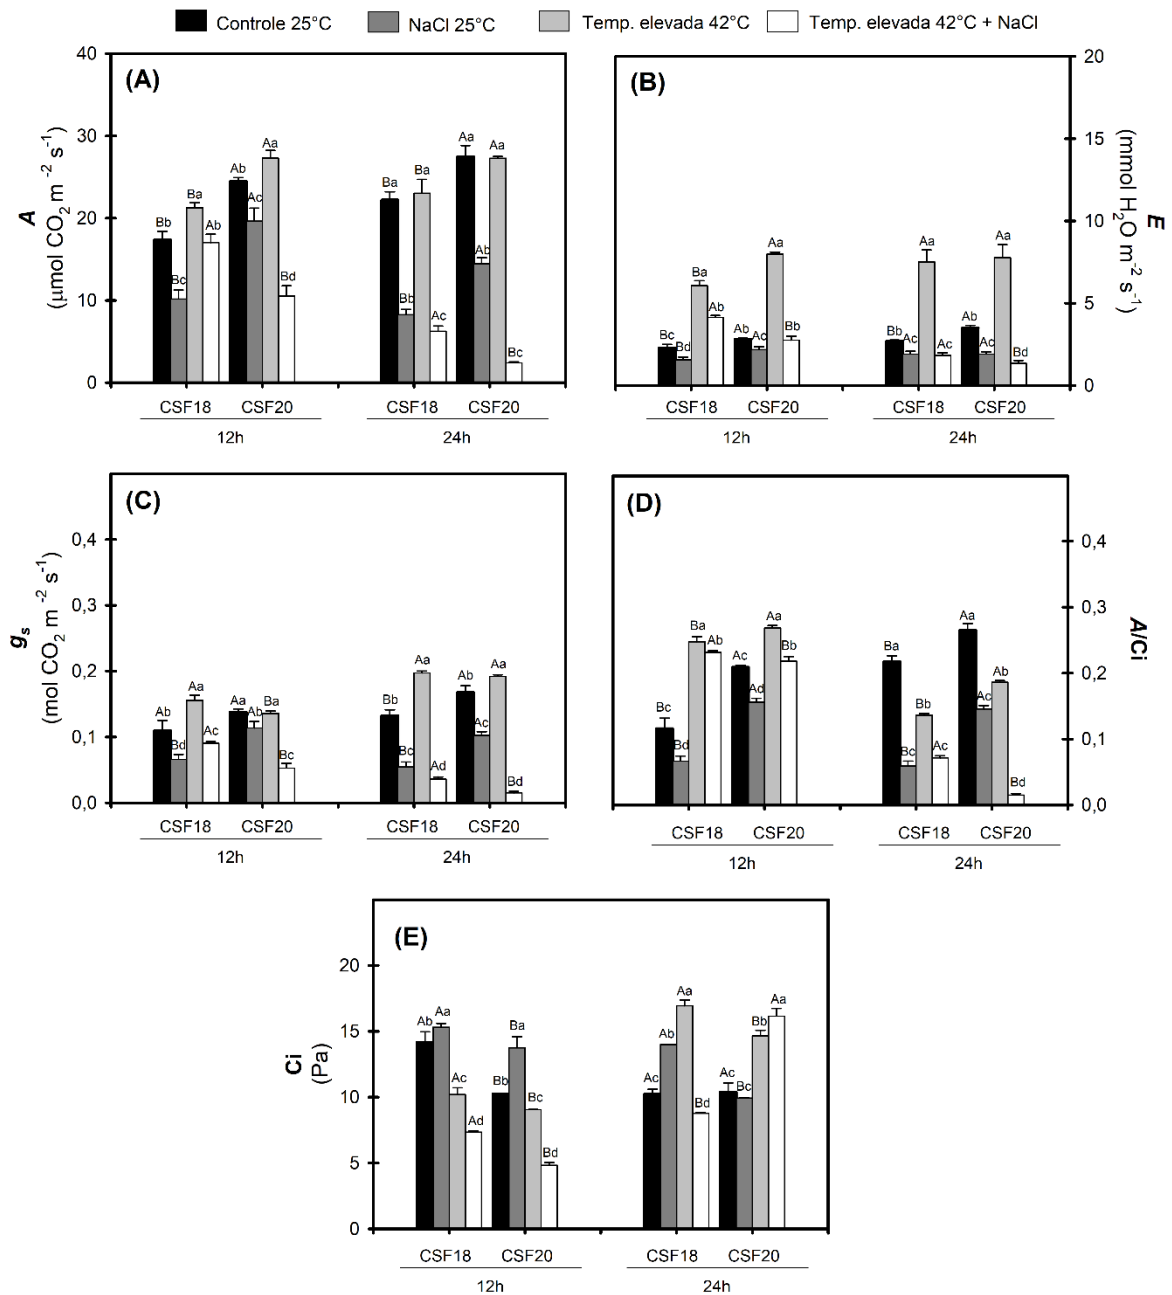 Controle 25°C NaCl 25°C Temp. elevada 42°C Temp. elevada 42°C + NaCl
(A)
A
(μmol CO2 m -2 s-1)
40
30
20
10
0
Bb Bc Ba Ab Ab Ac Aa Bd Ba Bb Ba Ac Aa Ab Aa Bc
CSF18 CSF20 CSF18 CSF20
12h 24h
(B)
E
(mmol H2O m-2 s-1)
20
15
10
5
0
Bc Bd Ba Ab Ab Ac Aa Bb Bb Ac Aa Ac Ab Ac Aa Bd
CSF18 CSF20 CSF18 CSF20
12h 24h
(C)
gs
(mol CO2 m -2 s-1)
0,4
0,3
0,2
0,1
0,0
Ab Bd Aa Ac Aa Ab Ba Bc Bb Bc Aa Ad Ab Ac Aa Bd
CSF18 CSF20 CSF18 CSF20
12h 24h
(D)
A/Ci
0,4
0,3
0,2
0,1
0,0
Bc Bd Ba Ab Ac Ad Aa Bb Aa Bc Bb Ac Aa Ac Ab Bd
CSF18 CSF20 CSF18 CSF20
12h 24h
(E)
Ci
(Pa)
20
15
10
5
0
Ab Aa Ac Ad Bb Ba Bc Bd Ac Ab Aa Bd Ac Bc Bb Aa
CSF18 CSF20 CSF18 CSF20
12h 24h